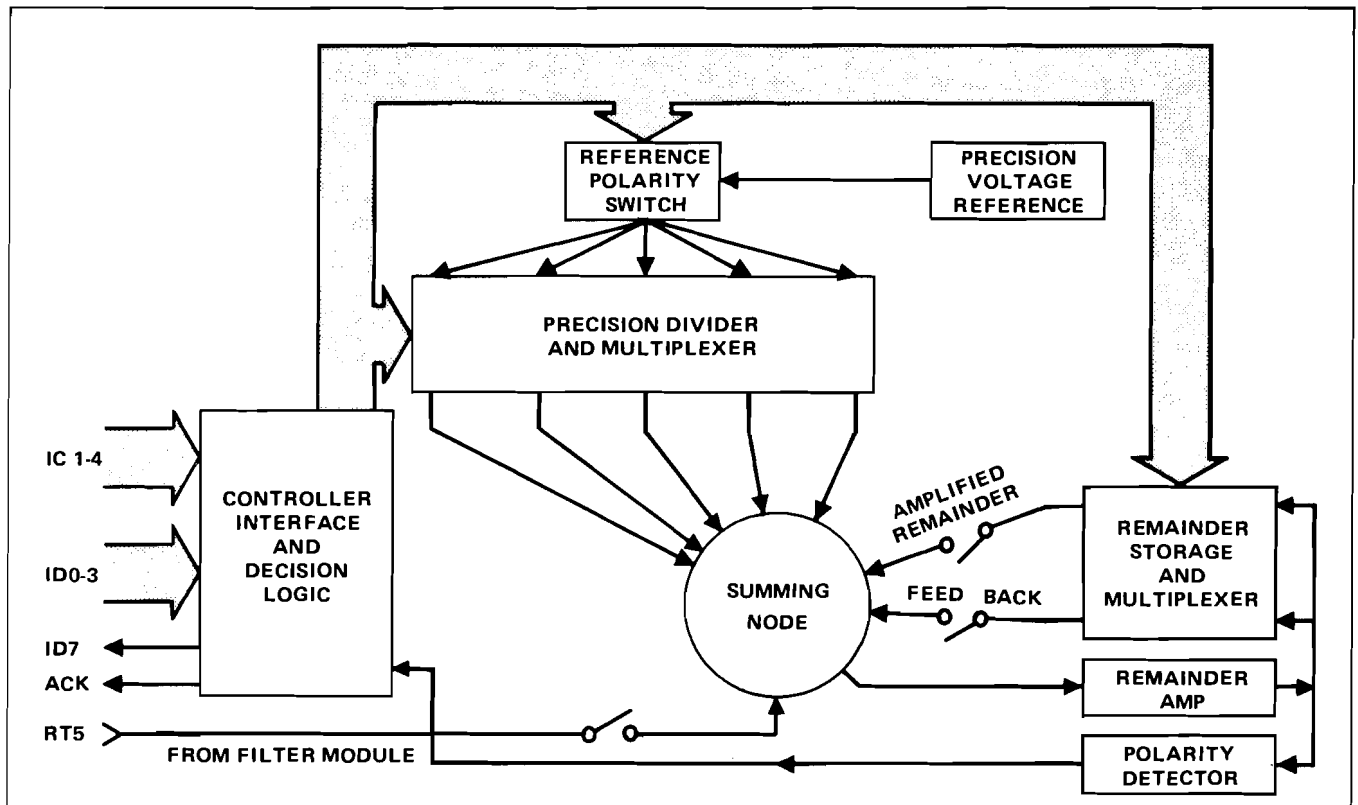 REFERENCE
POLARITY
SWITCH
PRECISION
VOLTAGE
REFERENCE
PRECISION DIVIDER
AND MULTIPLEXER
IC 1-4
ID0-3
ID7
ACK
RT5
CONTROLLER
INTERFACE
AND
DECISION
LOGIC
AMPLIFIED
REMAINDER
FEED BACK
SUMMING
NODE
REMAINDER
STORAGE
AND
MULTIPLEXER
REMAINDER
AMP
POLARITY
DETECTOR
FROM FILTER MODULE